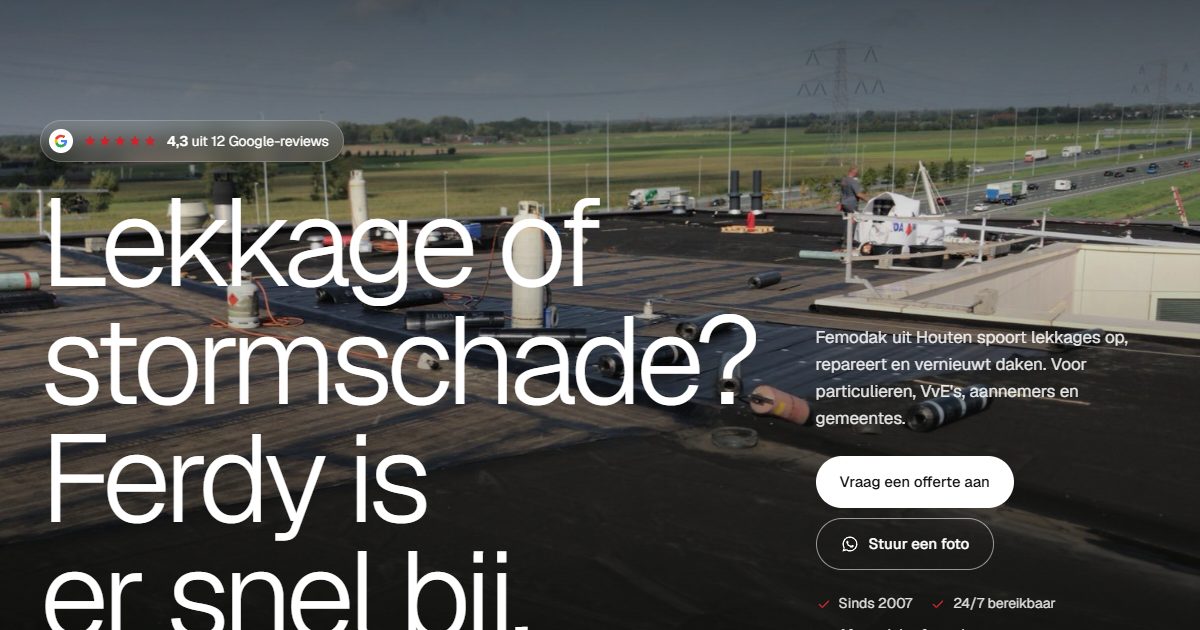 4,3 uit 12 Google-reviews
Lekkage of
stormschade?
Ferdy is
er snel bij.
Femodak uit Houten spoort lekkages op,
repareert en vernieuwt daken. Voor
particulieren, VvE's, aannemers en
gemeentes.
Vraag een offerte aan
Stuur een foto
Sinds 2007
24/7 bereikbaar